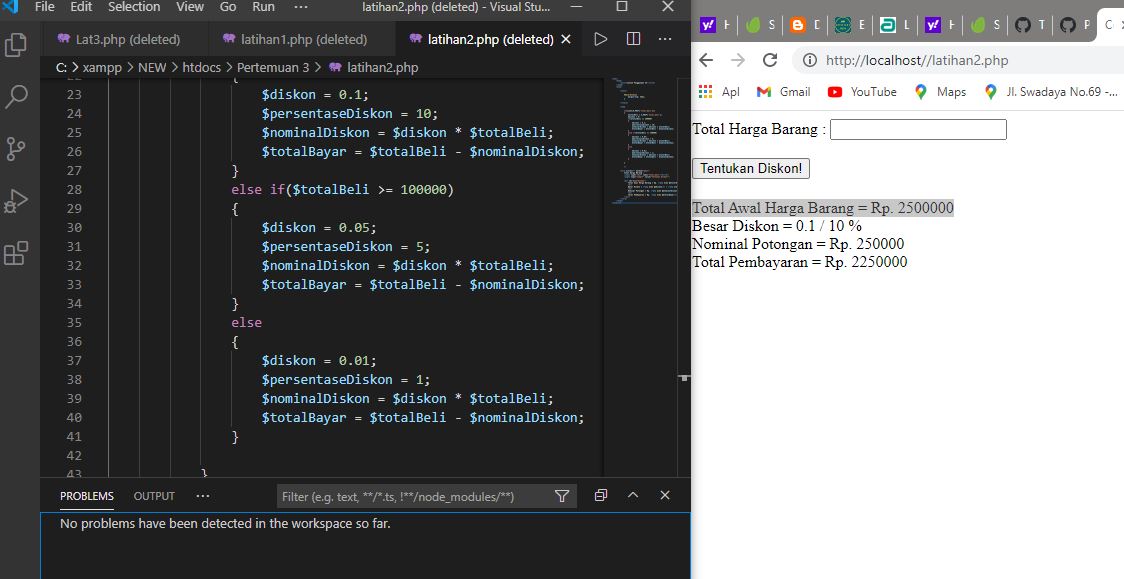 File Edit Selection View Go Run ··· latihan2.php (deleted) - Visual Stu...
Lat3.php (deleted) latihan1.php (deleted) latihan2.php (deleted)
C: > xampp > NEW > htdocs > Pertemuan 3 > latihan2.php
{
23 $diskon = 0.1;
24 $persentaseDiskon = 10;
25 $nominalDiskon = $diskon * $totalBeli;
26 $totalBayar = $totalBeli - $nominalDiskon;
27 }
28 else if($totalBeli >= 100000)
29 {
30 $diskon = 0.05;
31 $persentaseDiskon = 5;
32 $nominalDiskon = $diskon * $totalBeli;
33 $totalBayar = $totalBeli - $nominalDiskon;
34 }
35 else
36 {
37 $diskon = 0.01;
38 $persentaseDiskon = 1;
39 $nominalDiskon = $diskon * $totalBeli;
40 $totalBayar = $totalBeli - $nominalDiskon;
41 }
42
43 }
PROBLEMS OUTPUT ···
Filter (e.g. text, **/*.ts, !**/node_modules/**)
No problems have been detected in the workspace so far.
http://localhost//latihan2.php
Apl Gmail YouTube Maps Jl. Swadaya No.69 -...
Total Harga Barang :
Tentukan Diskon!
Total Awal Harga Barang = Rp. 2500000
Besar Diskon = 0.1 / 10 %
Nominal Potongan = Rp. 250000
Total Pembayaran = Rp. 2250000